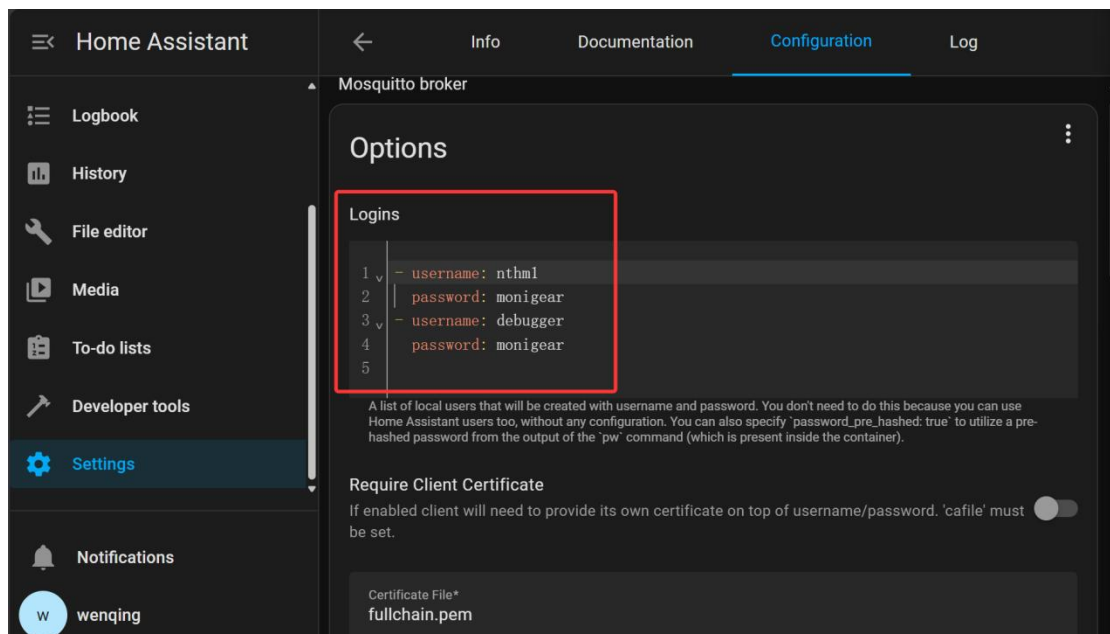 Home Assistant
Logbook
History
File editor
Media
To-do lists
Developer tools
Settings
Notifications
W wenqing
Info Documentation Configuration Log
Mosquitto broker
Options
Logins
1 - username: nthm1
2 password: monigear
3 - username: debugger
4 password: monigear
5
A list of local users that will be created with username and password. You don't need to do this because you can use
Home Assistant users too, without any configuration. You can also specify `password_pre_hashed: true` to utilize a pre-
hashed password from the output of the `pw` command (which is present inside the container).
Require Client Certificate
If enabled client will need to provide its own certificate on top of username/password. 'cafile' must
be set.
Certificate File*
fullchain.pem